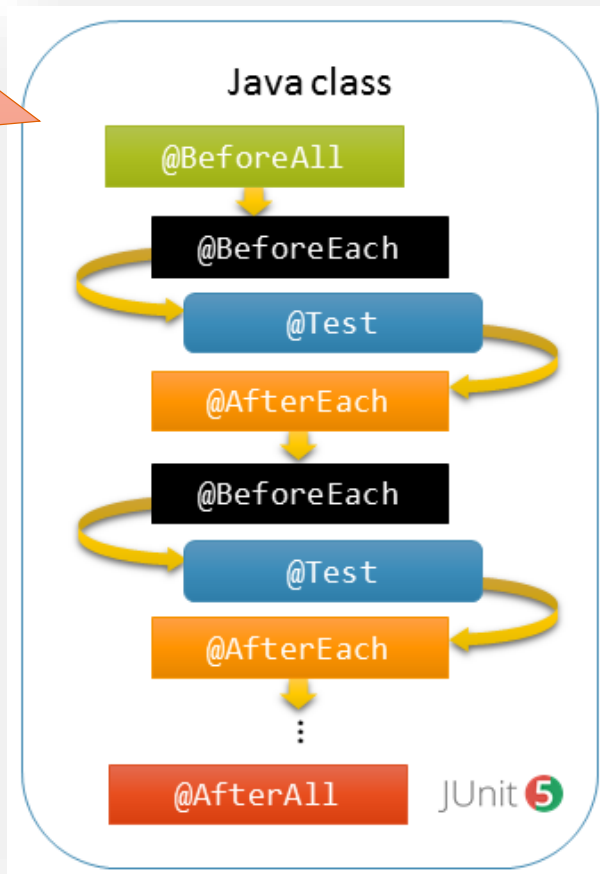 Java class
@BeforeAll
@BeforeEach
@Test
@AfterEach
@BeforeEach
@Test
@AfterEach
⋮
@AfterAll
JUnit 5